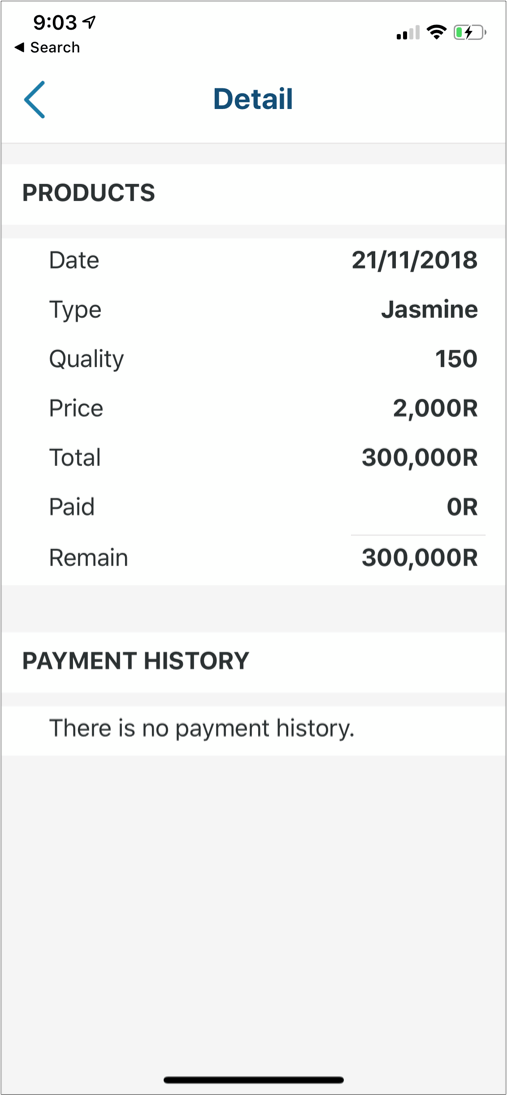 9:03
◀ Search
Detail
PRODUCTS
Date 21/11/2018
Type Jasmine
Quality 150
Price 2,000R
Total 300,000R
Paid 0R
Remain 300,000R
PAYMENT HISTORY
There is no payment history.